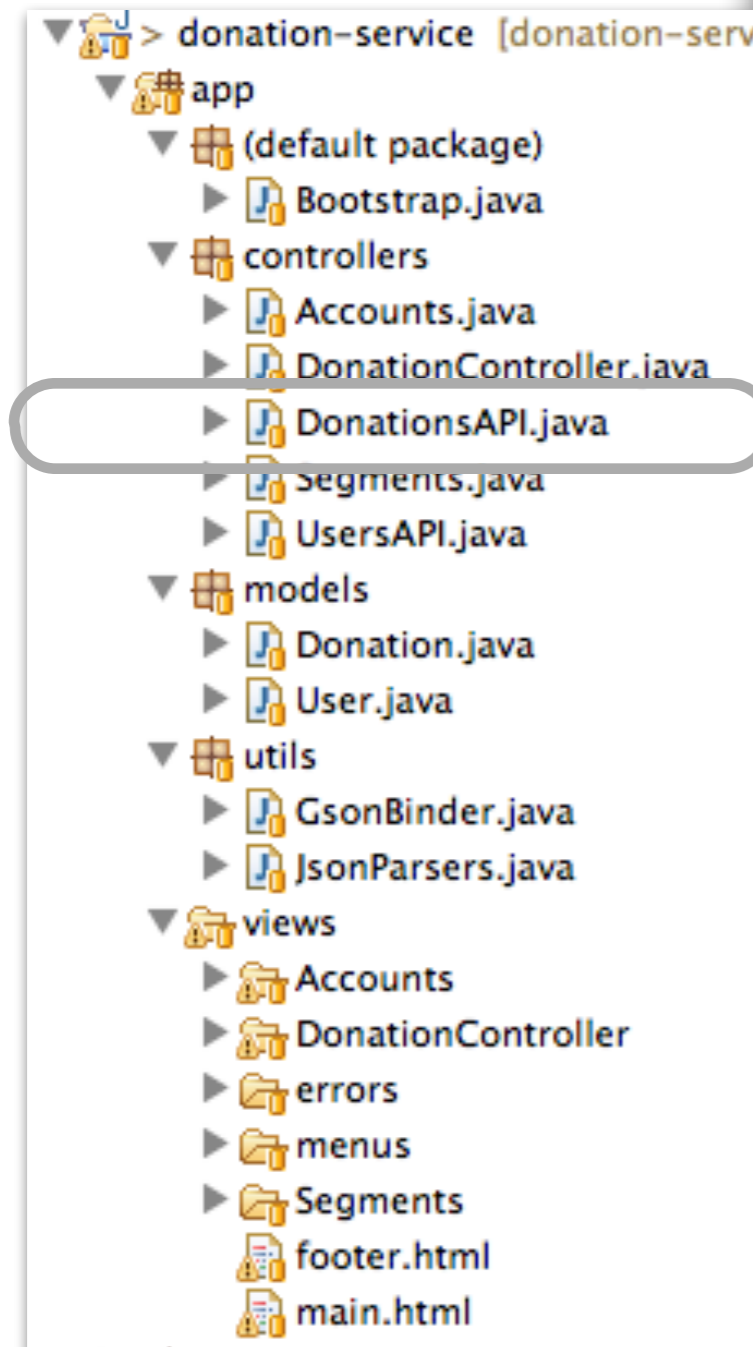 > donation-service [donation-serv
app
(default package)
Bootstrap.java
controllers
Accounts.java
DonationController.java
DonationsAPI.java
Segments.java
UsersAPI.java
models
Donation.java
User.java
utils
GsonBinder.java
JsonParsers.java
views
Accounts
DonationController
errors
menus
Segments
footer.html
main.html